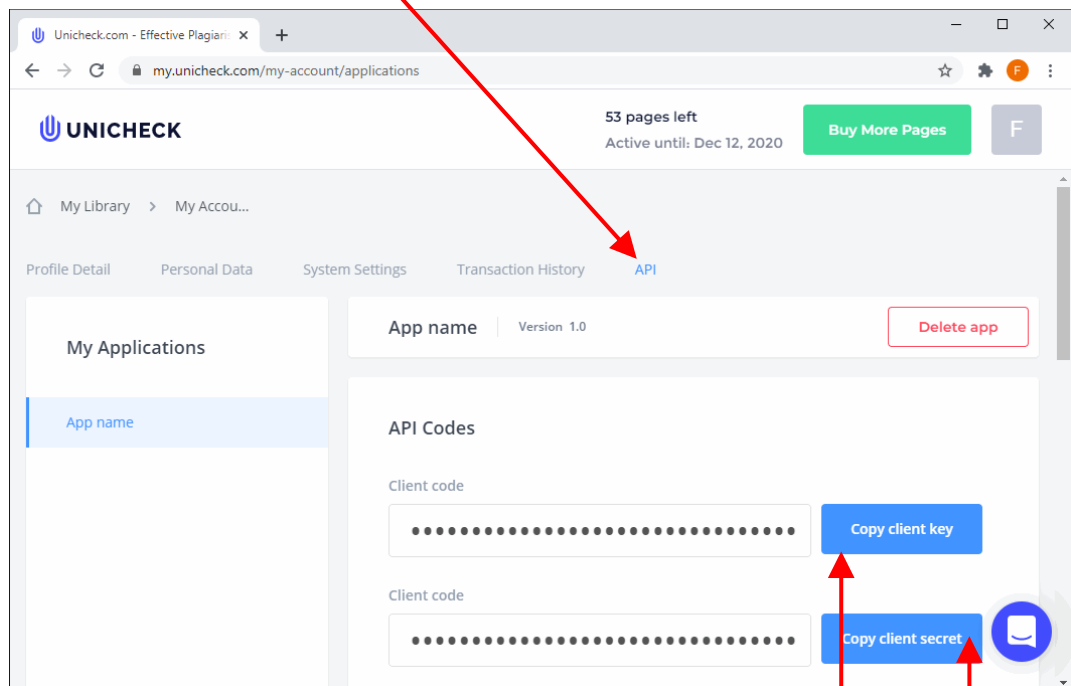 Unicheck.com - Effective Plagiari
my.unicheck.com/my-account/applications
F
UNICHECK
53 pages left
Active until: Dec 12, 2020
Buy More Pages
F
My Library > My Accou...
Profile Detail Personal Data System Settings Transaction History API
My Applications
App name
App name Version 1.0
Delete app
API Codes
Client code
Copy client key
Client code
Copy client secret